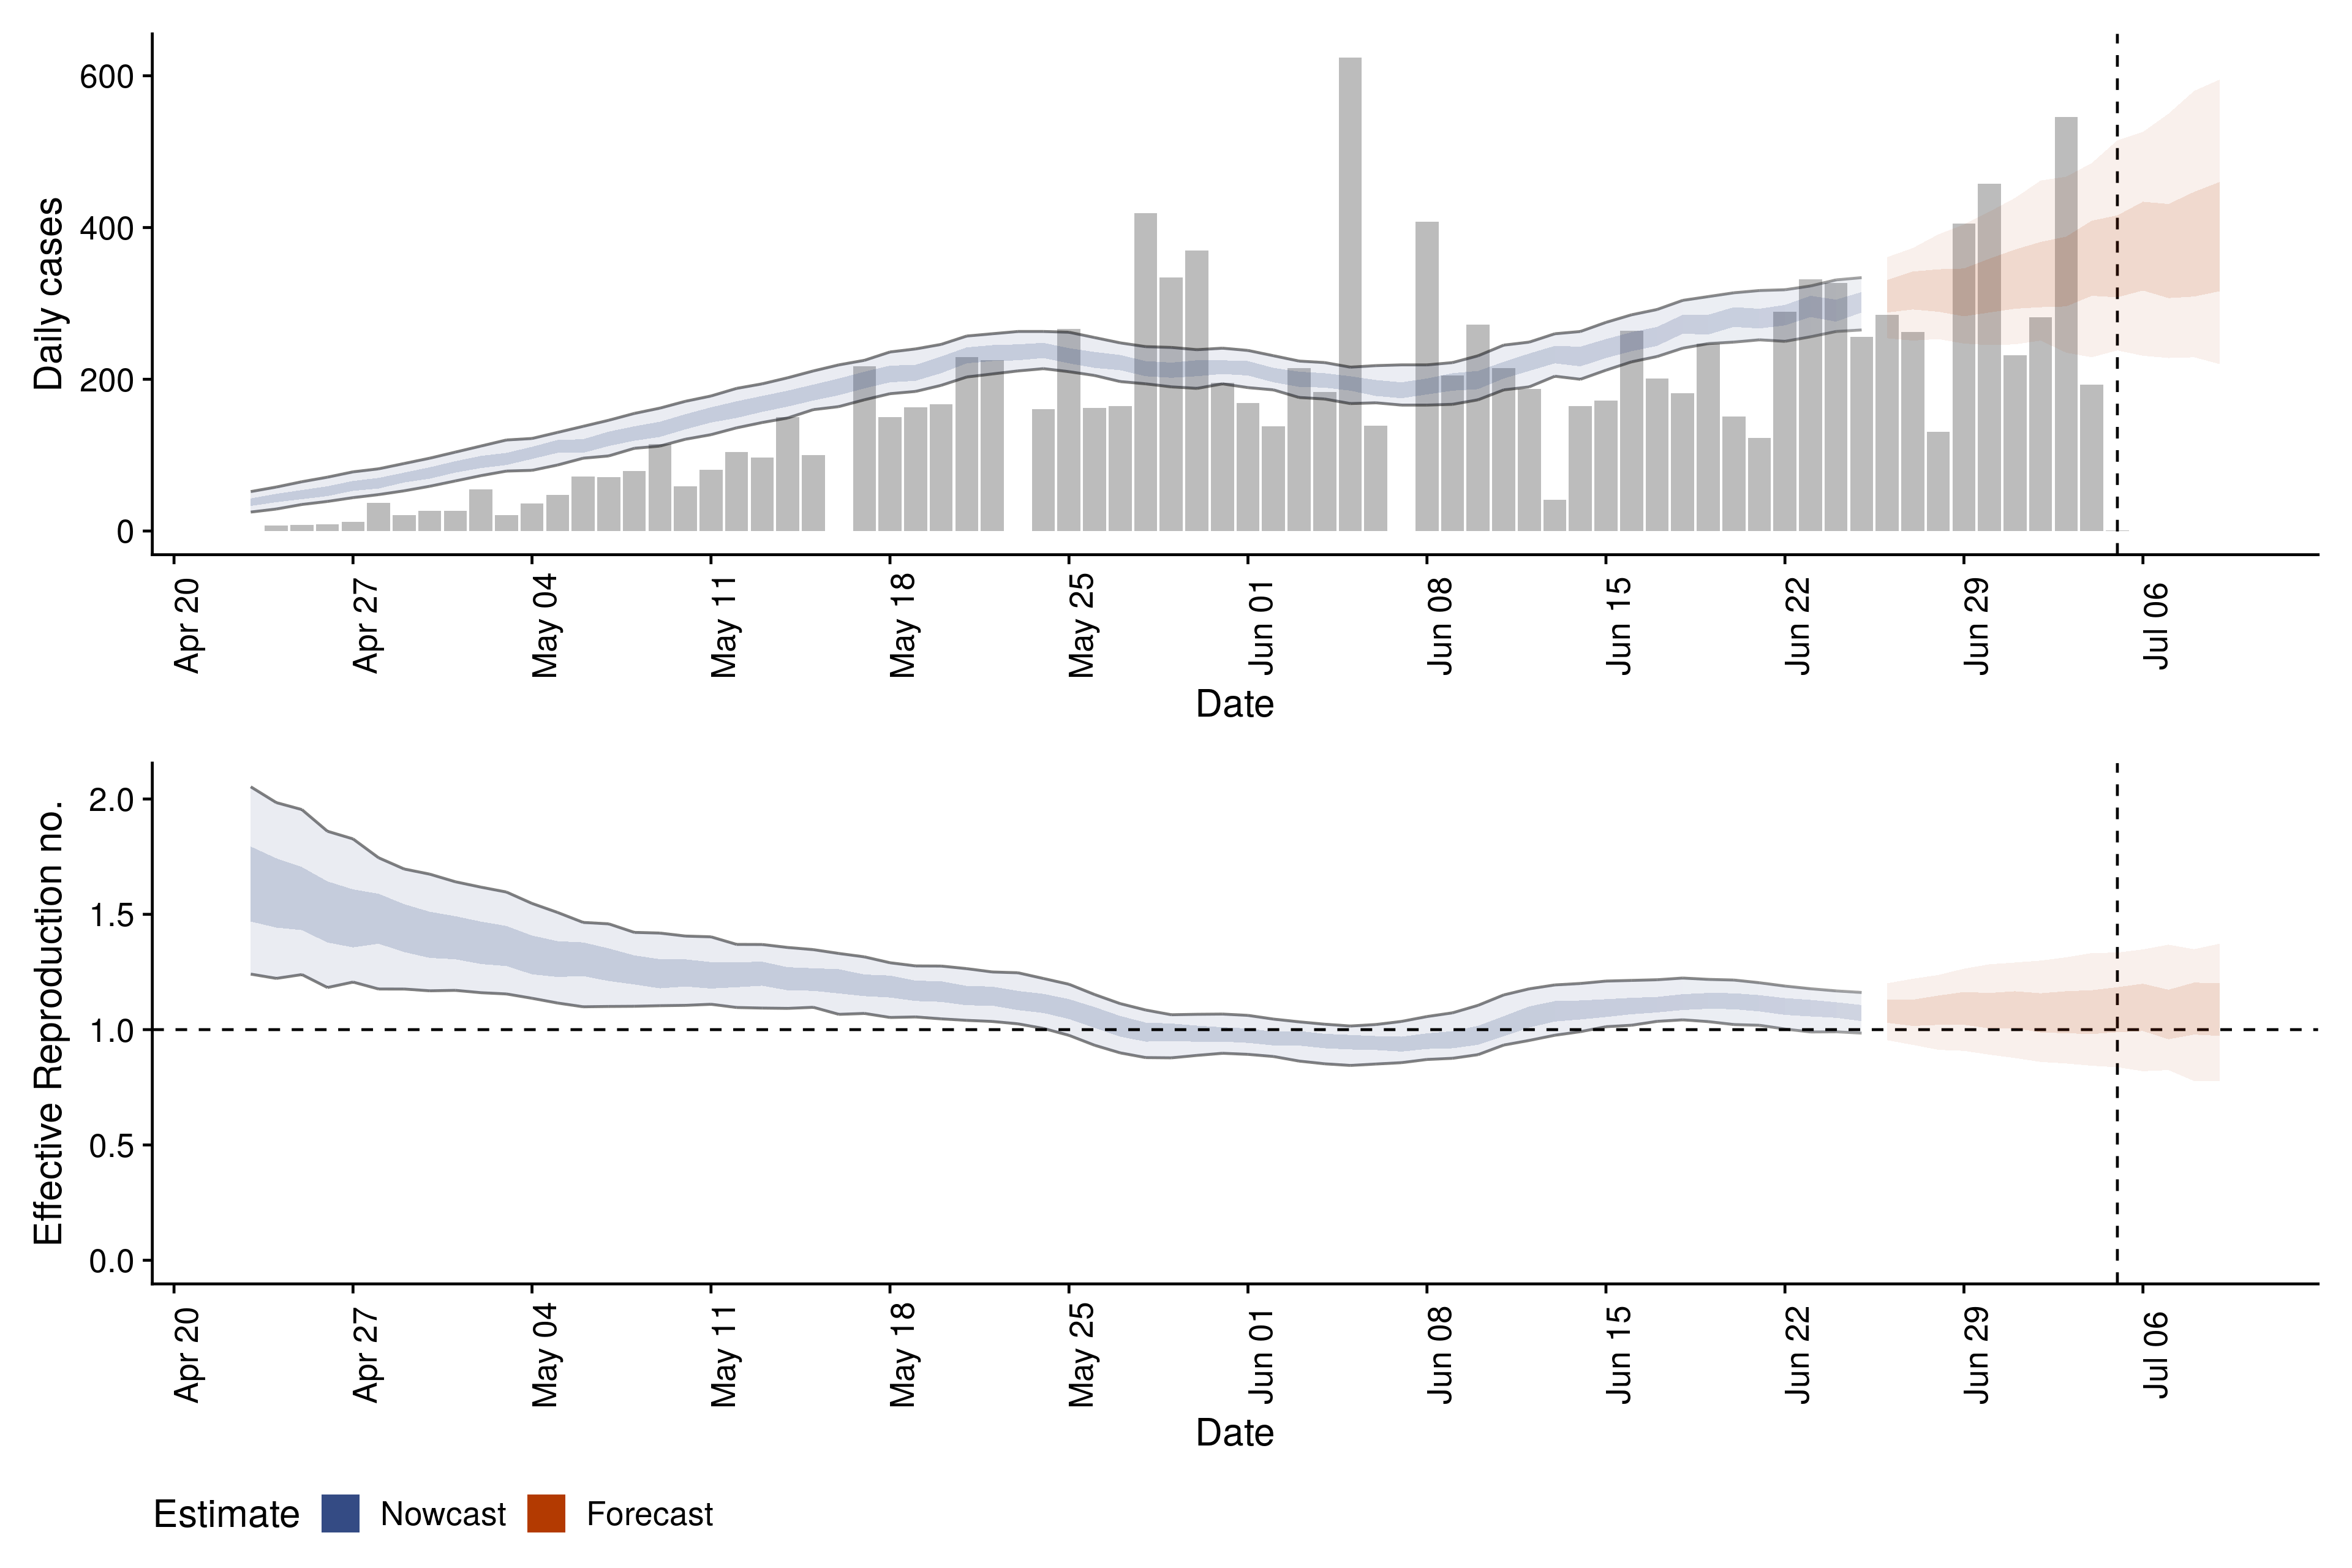 Daily cases
600
400
200
0
Apr 20
Apr 27
May 04
May 11
May 18
May 25
Jun 01
Jun 08
Jun 15
Jun 22
Jun 29
Jul 06
Date
Effective Reproduction no.
2.0
1.5
1.0
0.5
0.0
Apr 20
Apr 27
May 04
May 11
May 18
May 25
Jun 01
Jun 08
Jun 15
Jun 22
Jun 29
Jul 06
Date
Estimate Nowcast Forecast